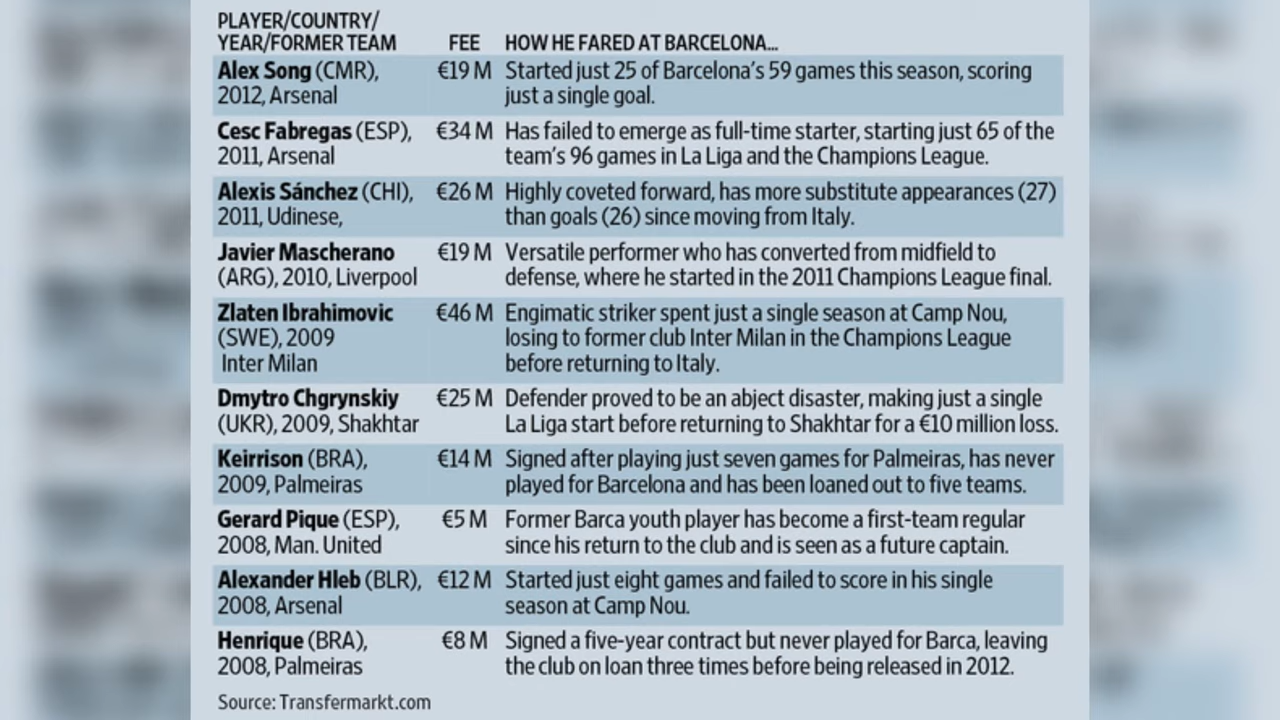 PLAYER/COUNTRY/
YEAR/FORMER TEAM FEE HOW HE FARED AT BARCELONA...
Alex Song (CMR), €19 M Started just 25 of Barcelona's 59 games this season, scoring
2012, Arsenal just a single goal.
Cesc Fabregas (ESP), €34 M Has failed to emerge as full-time starter, starting just 65 of the
2011, Arsenal team's 96 games in La Liga and the Champions League.
Alexis Sánchez (CHI), €26 M Highly coveted forward, has more substitute appearances (27)
2011, Udinese, than goals (26) since moving from Italy.
Javier Mascherano €19 M Versatile performer who has converted from midfield to
(ARG), 2010, Liverpool defense, where he started in the 2011 Champions League final.
Zlaten Ibrahimovic €46 M Engimatic striker spent just a single season at Camp Nou,
(SWE), 2009 losing to former club Inter Milan in the Champions League
Inter Milan before returning to Italy.
Dmytro Chgrynskiy €25 M Defender proved to be an abject disaster, making just a single
(UKR), 2009, Shakhtar La Liga start before returning to Shakhtar for a €10 million loss.
Keirrison (BRA), €14 M Signed after playing just seven games for Palmeiras, has never
2009, Palmeiras played for Barcelona and has been loaned out to five teams.
Gerard Pique (ESP), €5 M Former Barca youth player has become a first-team regular
2008, Man. United since his return to the club and is seen as a future captain.
Alexander Hleb (BLR), €12 M Started just eight games and failed to score in his single
2008, Arsenal season at Camp Nou.
Henrique (BRA), €8 M Signed a five-year contract but never played for Barca, leaving
2008, Palmeiras the club on loan three times before being released in 2012.
Source: Transfermarkt.com